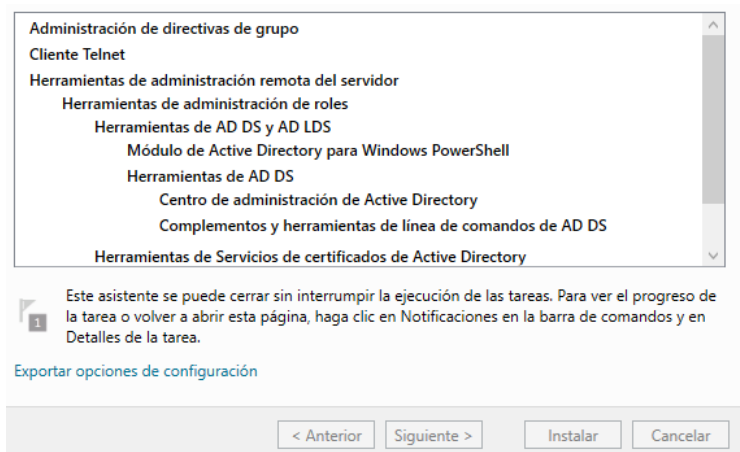 Administración de directivas de grupo
Cliente Telnet
Herramientas de administración remota del servidor
Herramientas de administración de roles
Herramientas de AD DS y AD LDS
Módulo de Active Directory para Windows PowerShell
Herramientas de AD DS
Centro de administración de Active Directory
Complementos y herramientas de línea de comandos de AD DS
Herramientas de Servicios de certificados de Active Directory
Este asistente se puede cerrar sin interrumpir la ejecución de las tareas. Para ver el progreso de
la tarea o volver a abrir esta página, haga clic en Notificaciones en la barra de comandos y en
Detalles de la tarea.
1
Exportar opciones de configuración
< Anterior Siguiente > Instalar Cancelar